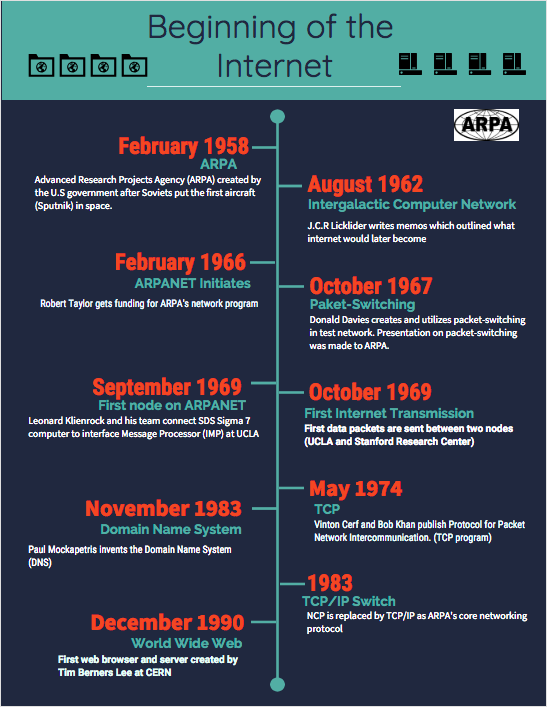 Beginning of the
Internet
ARPA
February 1958
ARPA
Advanced Research Projects Agency (ARPA) created by
the U.S government after Soviets put the first aircraft
(Sputnik) in space.
August 1962
Intergalactic Computer Network
J.C.R Licklider writes memos which outlined what
internet would later become
February 1966
ARPANET Initiates
Robert Taylor gets funding for ARPA's network program
October 1967
Paket-Switching
Donald Davies creates and utilizes packet-switching
in test network. Presentation on packet-switching
was made to ARPA.
September 1969
First node on ARPANET
Leonard Klienrock and his team connect SDS Sigma 7
computer to interface Message Processor (IMP) at UCLA
October 1969
First Internet Transmission
First data packets are sent between two nodes
(UCLA and Stanford Research Center)
May 1974
TCP
Vinton Cerf and Bob Khan publish Protocol for Packet
Network Intercommunication. (TCP program)
November 1983
Domain Name System
Paul Mockapetris invents the Domain Name System
(DNS)
1983
TCP/IP Switch
NCP is replaced by TCP/IP as ARPA's core networking
protocol
December 1990
World Wide Web
First web browser and server created by
Tim Berners Lee at CERN